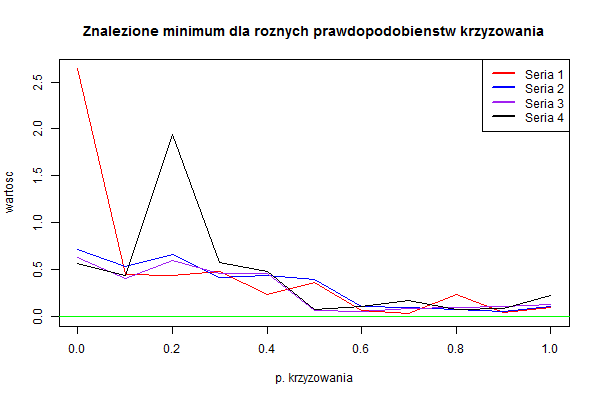 Znalezione minimum dla roznych prawdopodobienstw krzyzowania
Seria 1
Seria 2
Seria 3
Seria 4
wartosc
2.5
2.0
1.5
1.0
0.5
0.0
0.0 0.2 0.4 0.6 0.8 1.0
p. krzyzowania